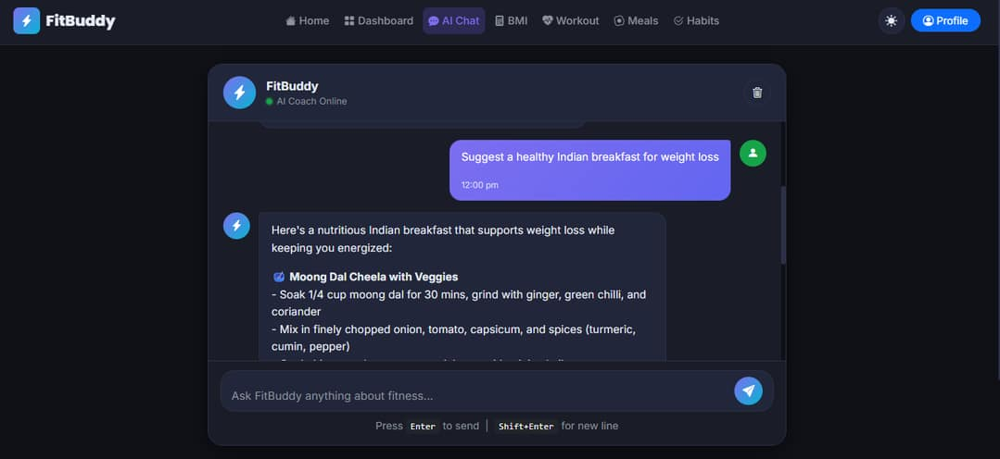 FitBuddy
Home Dashboard AI Chat BMI Workout Meals Habits Profile
FitBuddy
AI Coach Online
Suggest a healthy Indian breakfast for weight loss
12:00 pm
Here's a nutritious Indian breakfast that supports weight loss while
keeping you energized:
Moong Dal Cheela with Veggies
- Soak 1/4 cup moong dal for 30 mins, grind with ginger, green chilli, and
coriander
- Mix in finely chopped onion, tomato, capsicum, and spices (turmeric,
cumin, pepper)
Ask FitBuddy anything about fitness...
Press Enter to send | Shift+Enter for new line